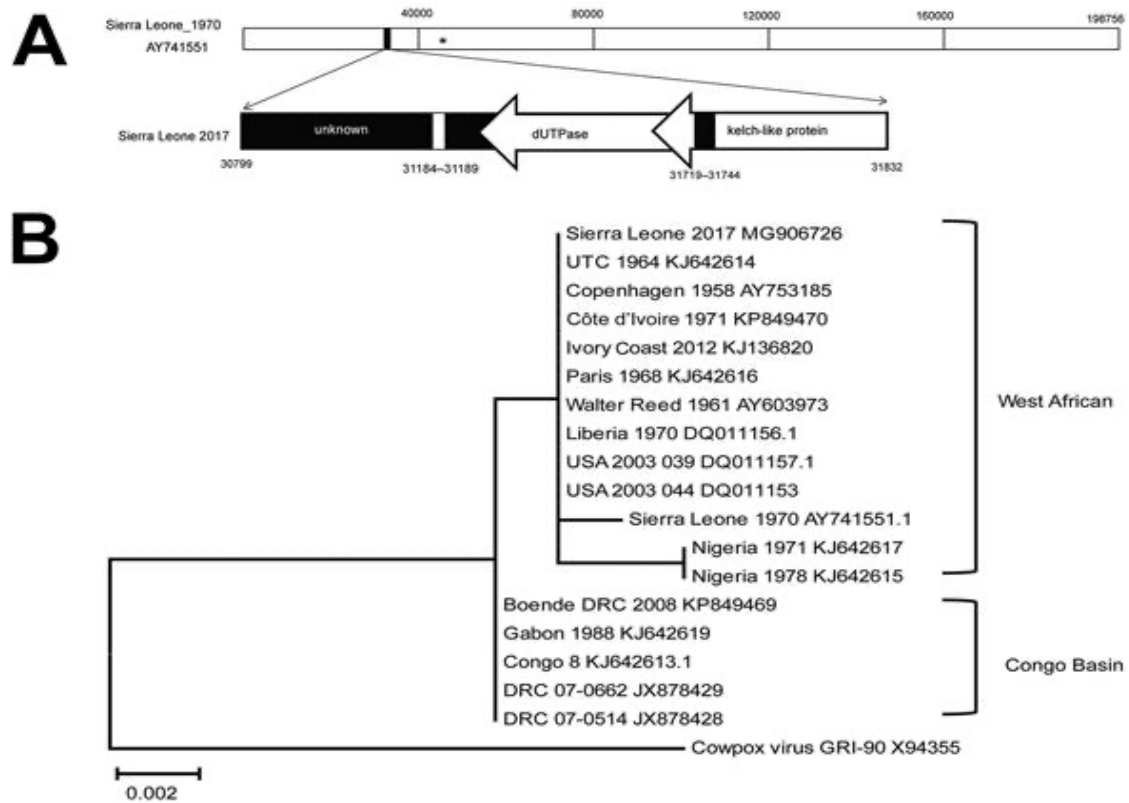 A
Sierra Leone_1970
AY741551
40000
80000
120000
160000
198756
*
Sierra Leone 2017
unknown
dUTPase
kelch-like protein
30799
31184–31189
31719–31744
31832
B
Sierra Leone 2017 MG906726
UTC 1964 KJ642614
Copenhagen 1958 AY753185
Côte d'Ivoire 1971 KP849470
Ivory Coast 2012 KJ136820
Paris 1968 KJ642616
Walter Reed 1961 AY603973
Liberia 1970 DQ011156.1
USA 2003 039 DQ011157.1
USA 2003 044 DQ011153
Sierra Leone 1970 AY741551.1
Nigeria 1971 KJ642617
Nigeria 1978 KJ642615
West African
Boende DRC 2008 KP849469
Gabon 1988 KJ642619
Congo 8 KJ642613.1
DRC 07-0662 JX878429
DRC 07-0514 JX878428
Congo Basin
Cowpox virus GRI-90 X94355
0.002